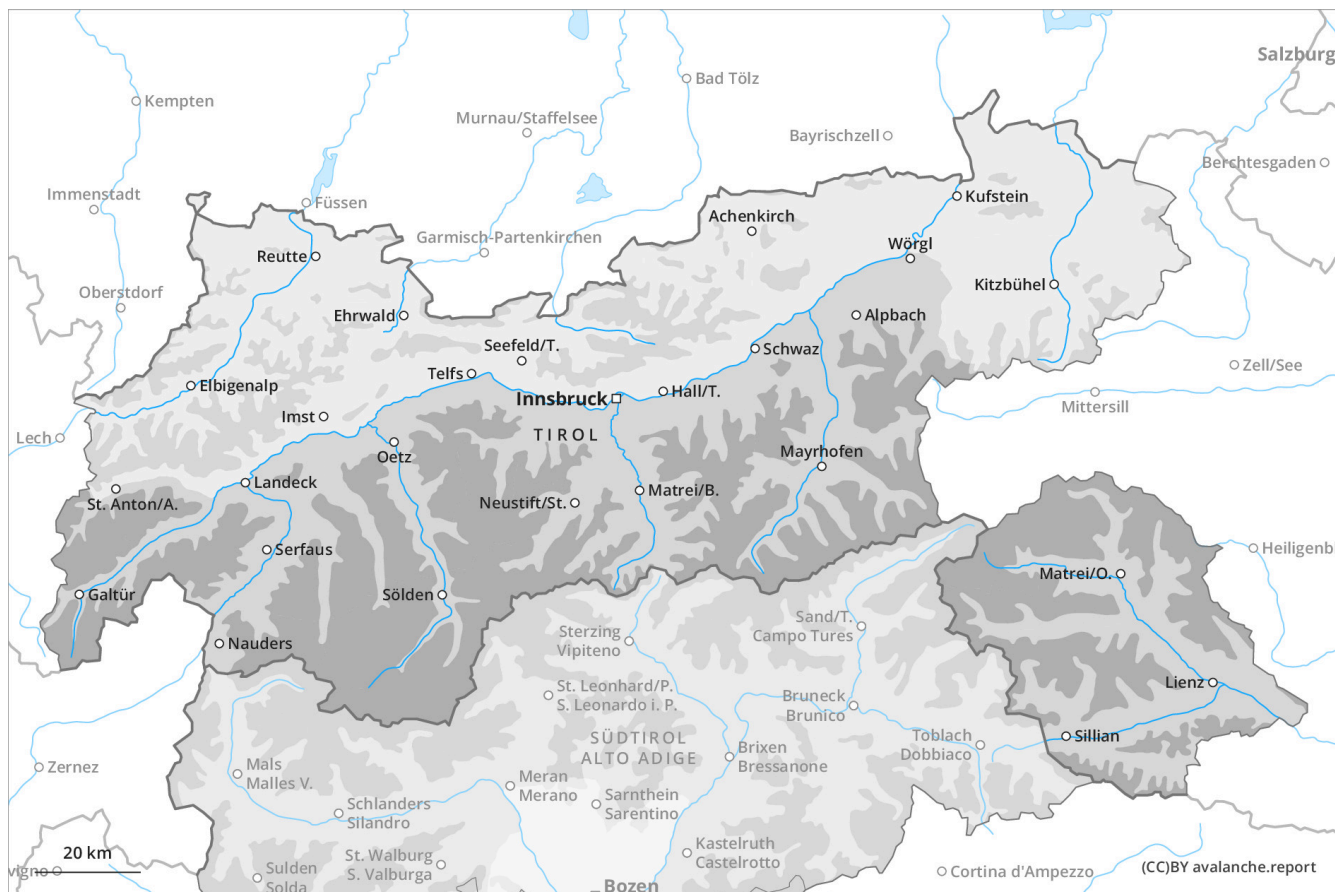 Salzburg
Bad Tölz
Kempten
Murnau/Staffelsee
Bayrischzell
Berchtesgaden
Immenstadt
Füssen
Kufstein
Achenkirch
Garmisch-Partenkirchen
Wörgl
Reutte
Kitzbühel
Oberstdorf
Ehrwald
Alpbach
Seefeld/T.
Schwaz
Zell/See
Telfs
Elbigenalp
Innsbruck
Hall/T.
Mittersill
Imst
Lech
TIROL
Oetz
Mayrhofen
Landeck
St. Anton/A.
Neustift/St.
Matrei/B.
Serfaus
Heiligenb
Matrei/O.
Galtür
Sölden
Sand/T.
Campo Tures
Sterzing
Vipiteno
Nauders
Lienz
St. Leonhard/P.
S. Leonardo i. P.
Bruneck
Brunico
SÜDTIROL
ALTO ADIGE
Toblach
Dobbiaco
Sillian
Brixen
Bressanone
Zernez
Mals
Malles V.
Meran
Merano
Schlanders
Silandro
Sarnthein
Sarentino
20 km
Kastelruth
Castelrotto
St. Walburg
S. Valburga
vigno
Sulden
Solda
Cortina d'Ampezzo
(CC)BY avalanche.report
Bozen